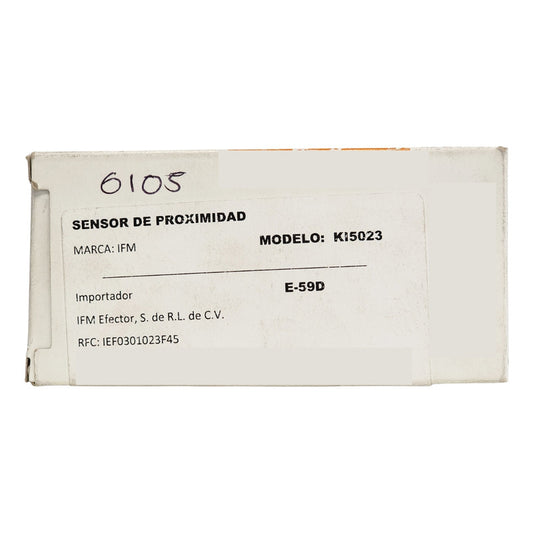 6105
SENSOR DE PROXIMIDAD
MARCA: IFM
MODELO: KI5023
Importador
E-59D
IFM Efector, S. de R.L. de C.V.
RFC: IEF0301023F45